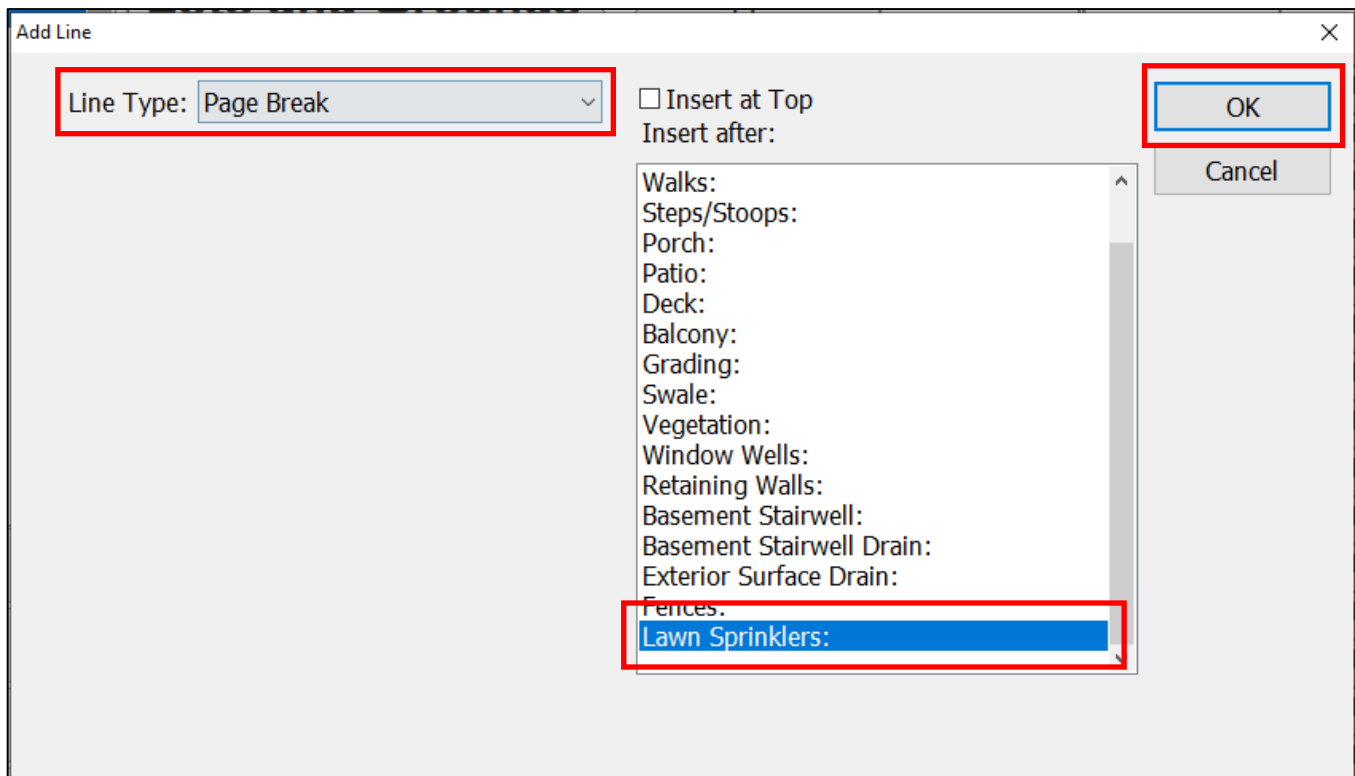 Add Line
Line Type: Page Break
Insert at Top
Insert after:
OK
Cancel
Walks:
Steps/Stoops:
Porch:
Patio:
Deck:
Balcony:
Grading:
Swale:
Vegetation:
Window Wells:
Retaining Walls:
Basement Stairwell:
Basement Stairwell Drain:
Exterior Surface Drain:
Fences:
Lawn Sprinklers: